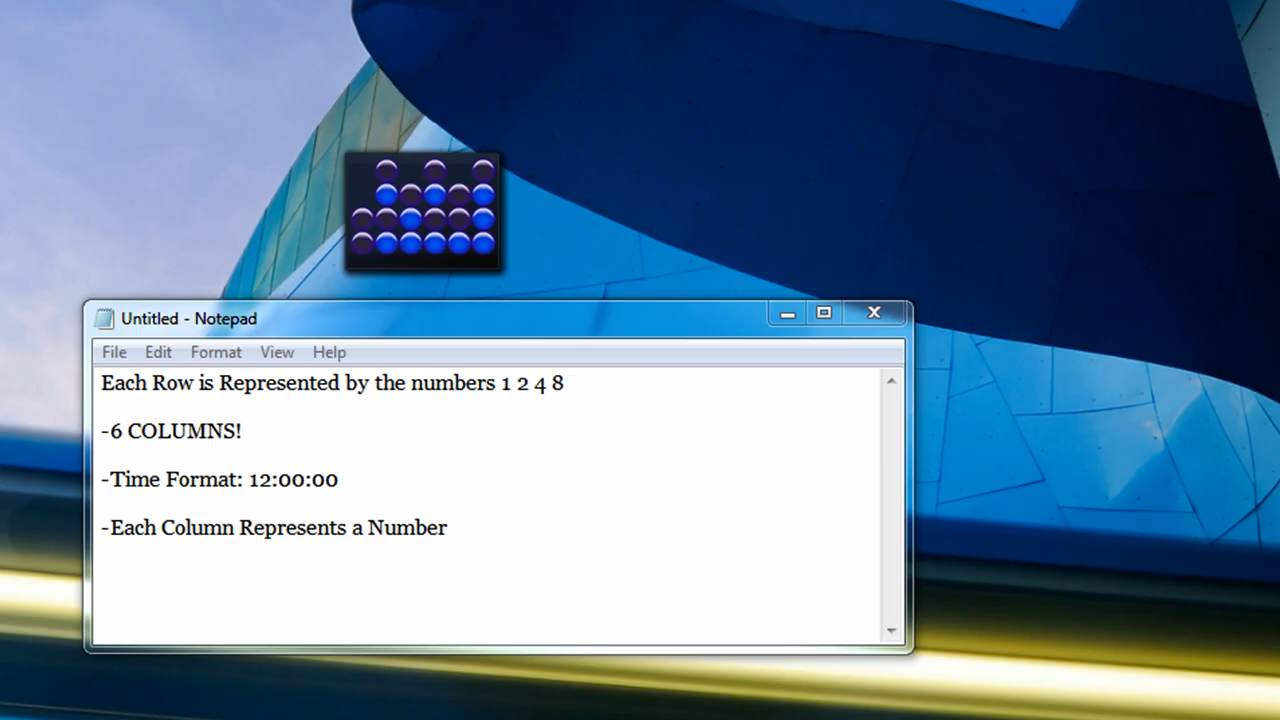 Untitled - Notepad
File Edit Format View Help
Each Row is Represented by the numbers 1 2 4 8
-6 COLUMNS!
-Time Format: 12:00:00
-Each Column Represents a Number